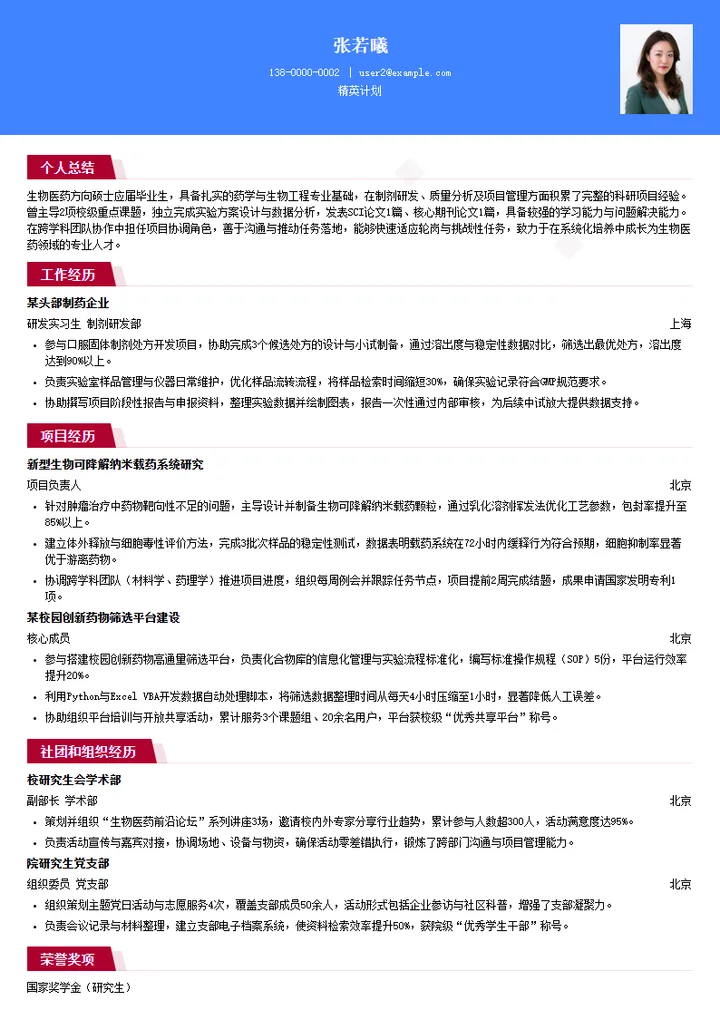 张若曦
138-0000-0002 | user2@example.com
精英计划
个人总结
生物医药方向硕士应届毕业生，具备扎实的药学与生物工程专业基础，在制剂研发、质量分析及项目管理方面积累了完整的科研项目经验。
曾主导2项校级重点课题，独立完成实验方案设计与数据分析，发表SCI论文1篇、核心期刊论文1篇，具备较强的学习能力与问题解决能力。
在跨学科团队协作中担任项目协调角色，善于沟通与推动任务落地，能够快速适应轮岗与挑战性任务，致力于在系统化培养中成长为生物医
药领域的专业人才。
工作经历
某头部制药企业
研发实习生 制剂研发部 上海
• 参与口服固体制剂处方开发项目，协助完成3个候选处方的设计与小试制备，通过溶出度与稳定性数据对比，筛选出最优处方，溶出度
达到90%以上。
• 负责实验室样品管理与仪器日常维护，优化样品流转流程，将样品检索时间缩短30%，确保实验记录符合GMP规范要求。
• 协助撰写项目阶段性报告与申报资料，整理实验数据并绘制图表，报告一次性通过内部审核，为后续中试放大提供数据支持。
项目经历
新型生物可降解纳米载药系统研究
项目负责人 北京
• 针对肿瘤治疗中药物靶向性不足的问题，主导设计并制备生物可降解纳米载药颗粒，通过乳化溶剂挥发法优化工艺参数，包封率提升至
85%以上。
• 建立体外释放与细胞毒性评价方法，完成3批次样品的稳定性测试，数据表明载药系统在72小时内缓释行为符合预期，细胞抑制率显著
优于游离药物。
• 协调跨学科团队（材料学、药理学）推进项目进度，组织每周例会并跟踪任务节点，项目提前2周完成结题，成果申请国家发明专利1
项。
某校园创新药物筛选平台建设
核心成员 北京
• 参与搭建校园创新药物高通量筛选平台，负责化合物库的信息化管理与实验流程标准化，编写标准操作规程（SOP）5份，平台运行效率
提升20%。
• 利用Python与Excel VBA开发数据自动处理脚本，将筛选数据整理时间从每天4小时压缩至1小时，显著降低人工误差。
• 协助组织平台培训与开放共享活动，累计服务3个课题组、20余名用户，平台获校级“优秀共享平台”称号。
社团和组织经历
校研究生会学术部
副部长 学术部 北京
• 策划并组织“生物医药前沿论坛”系列讲座3场，邀请校内外专家分享行业趋势，累计参与人数超300人，活动满意度达95%。
• 负责活动宣传与嘉宾对接，协调场地、设备与物资，确保活动零差错执行，锻炼了跨部门沟通与项目管理能力。
院研究生党支部
组织委员 党支部 北京
• 组织策划主题党日活动与志愿服务4次，覆盖支部成员50余人，活动形式包括企业参访与社区科普，增强了支部凝聚力。
• 负责会议记录与材料整理，建立支部电子档案系统，使资料检索效率提升50%，获院级“优秀学生干部”称号。
荣誉奖项
国家奖学金（研究生）